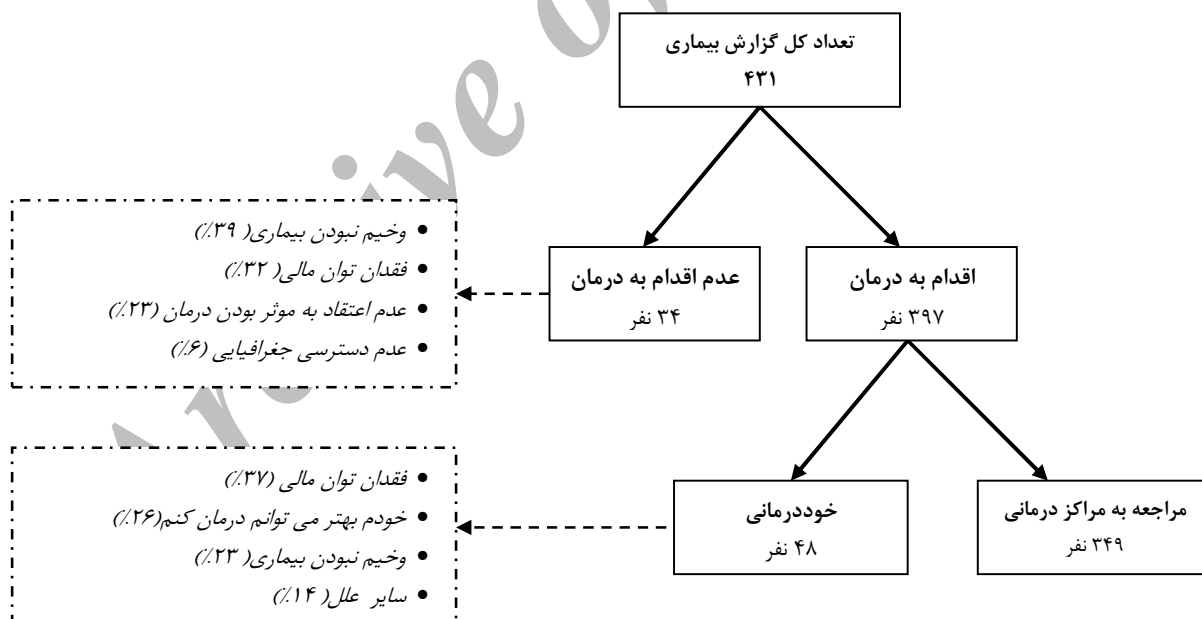 تعداد کل گزارش بیماری
۴۳۱
عدم اقدام به درمان
۳۴ نفر
اقدام به درمان
۳۹۷ نفر
• وخیم نبودن بیماری( ۳۹٪)
• فقدان توان مالی( ۳۲٪)
• عدم اعتقاد به موثر بودن درمان (۲۳٪)
• عدم دسترسی جغرافیایی (۶٪)
خوددرمانی
۴۸ نفر
مراجعه به مراکز درمانی
۳۴۹ نفر
• فقدان توان مالی (۳۷٪)
• خودم بهتر می توانم درمان کنم(۲۶٪)
• وخیم نبودن بیماری( ۲۳٪)
• سایر علل( ۱۴٪)
Archive of